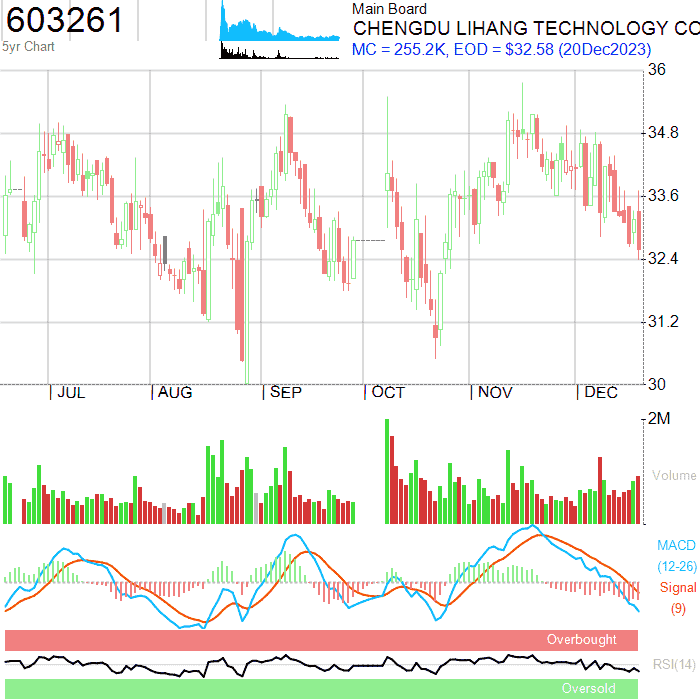 603261
5yr Chart
Main Board
CHENGDU LIHANG TECHNOLOGY CO
MC = 255.2K, EOD = $32.58 (20Dec2023)
36
34.8
33.6
32.4
31.2
30
JUL AUG SEP OCT NOV DEC
2M
Volume
MACD
(12-26)
Signal
(9)
Overbought
RSI(14)
Oversold